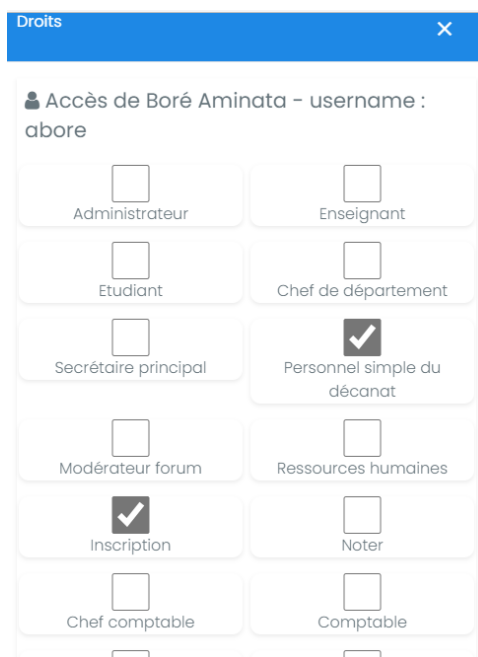 Droits
Accès de Boré Aminata - username :
abore
Administrateur
Enseignant
Etudiant
Chef de département
Secrétaire principal
Personnel simple du
décanat
Modérateur forum
Ressources humaines
Inscription
Noter
Chef comptable
Comptable